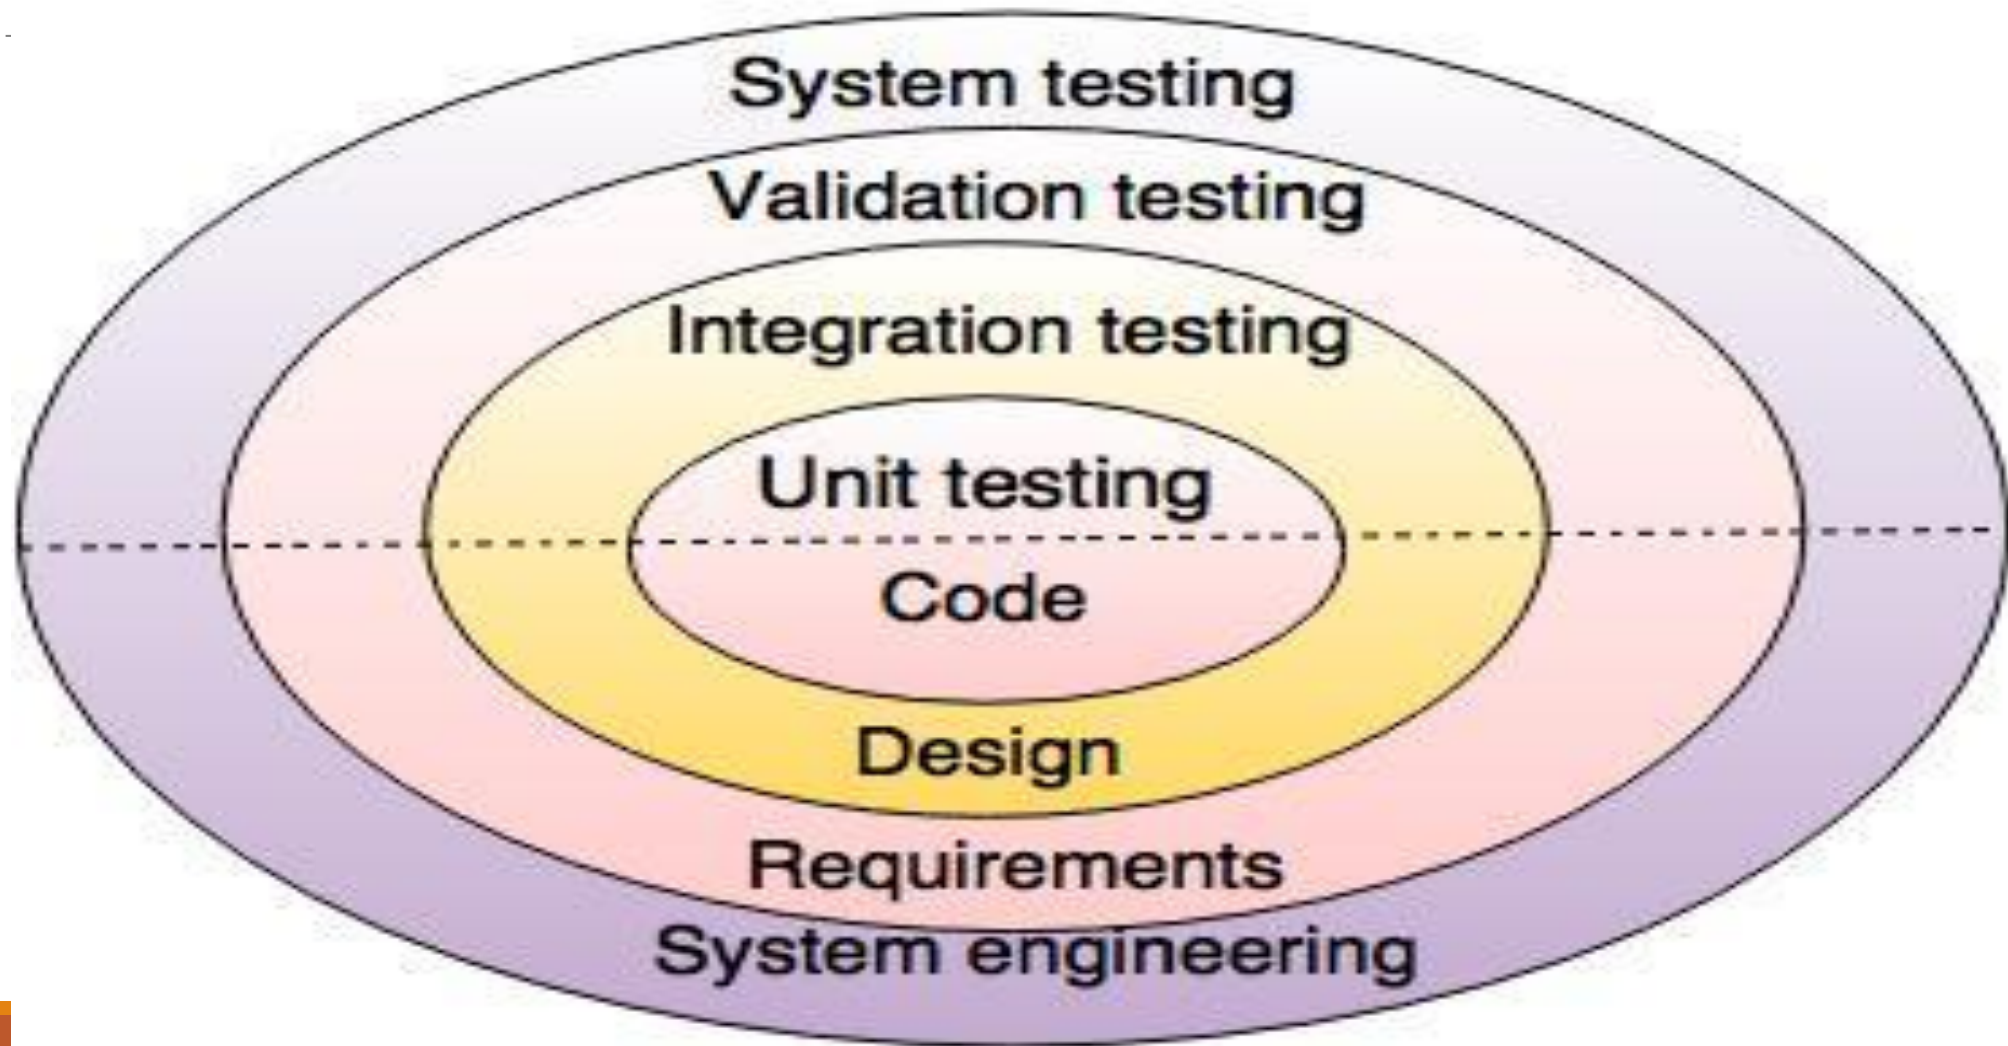 System testing
Validation testing
Integration testing
Unit testing
Code
Design
Requirements
System engineering